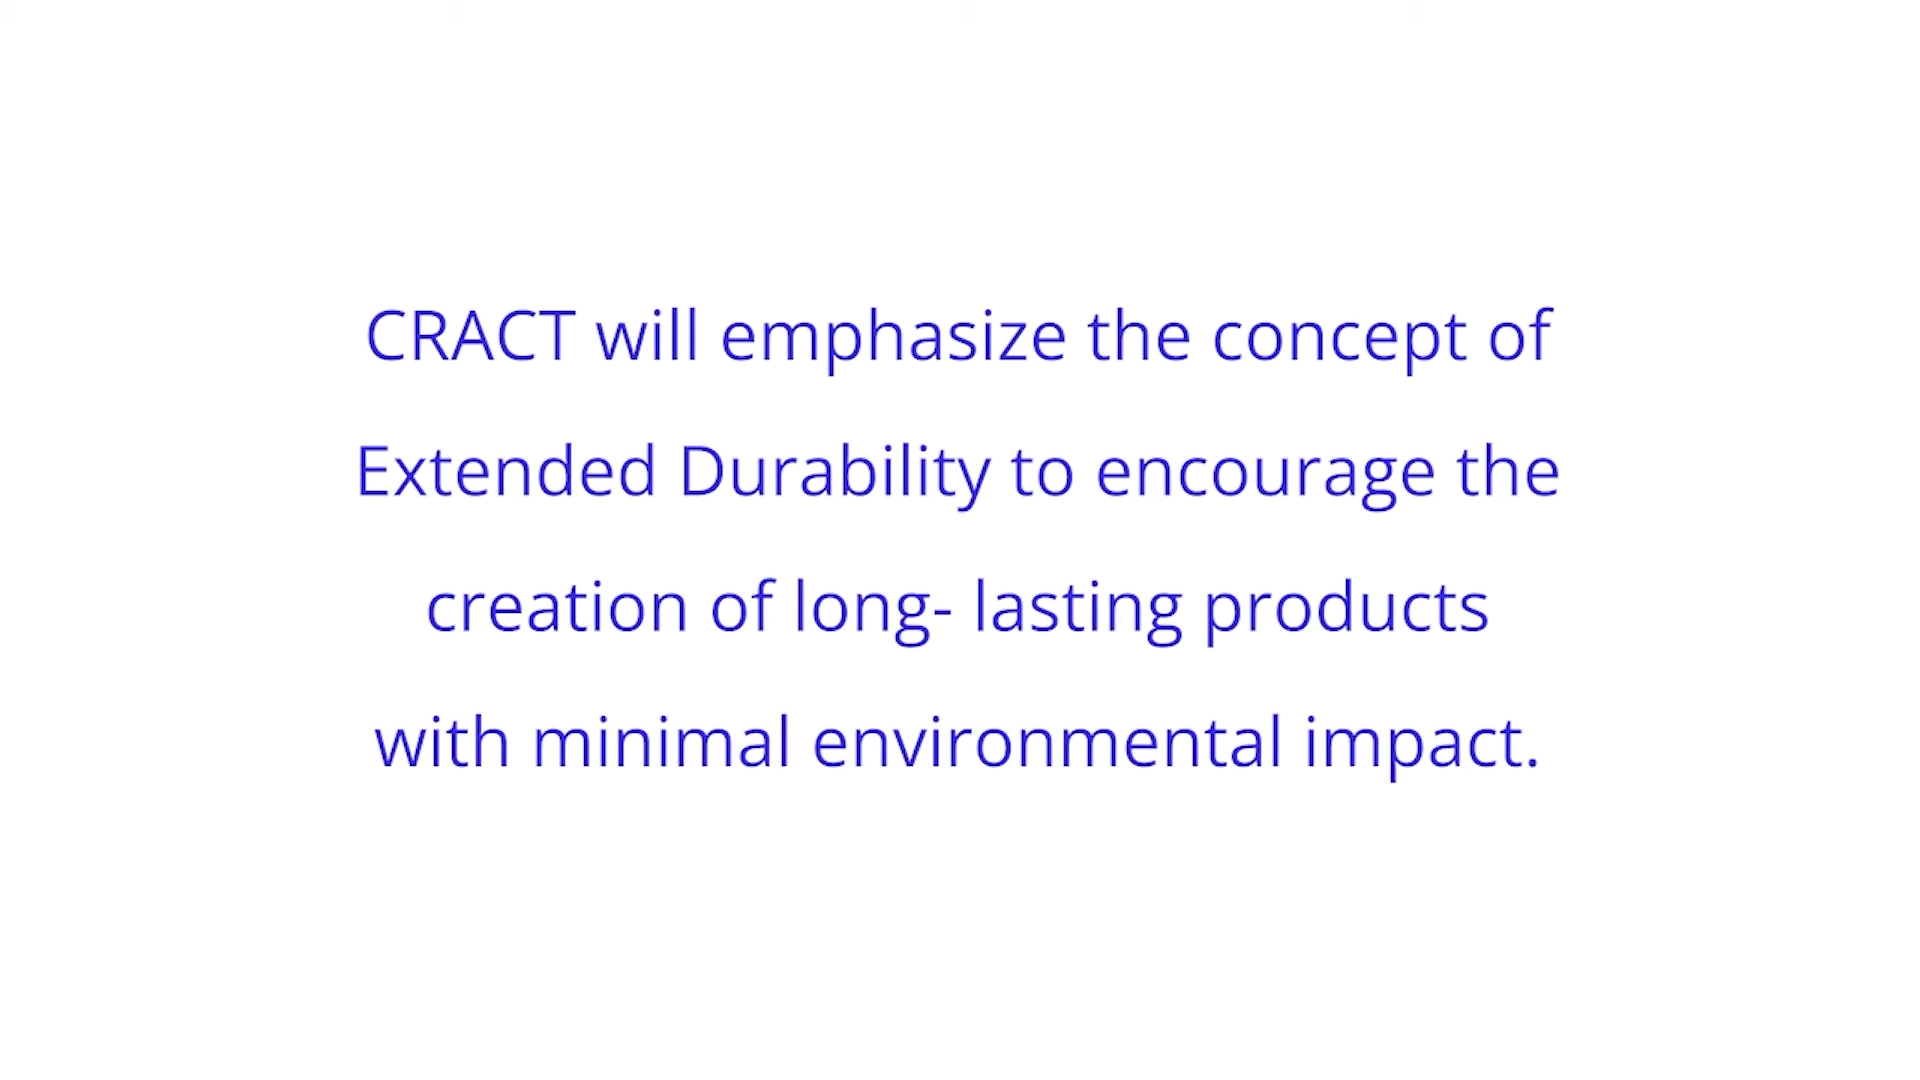 CRACT will emphasize the concept of
Extended Durability to encourage the
creation of long- lasting products
with minimal environmental impact.